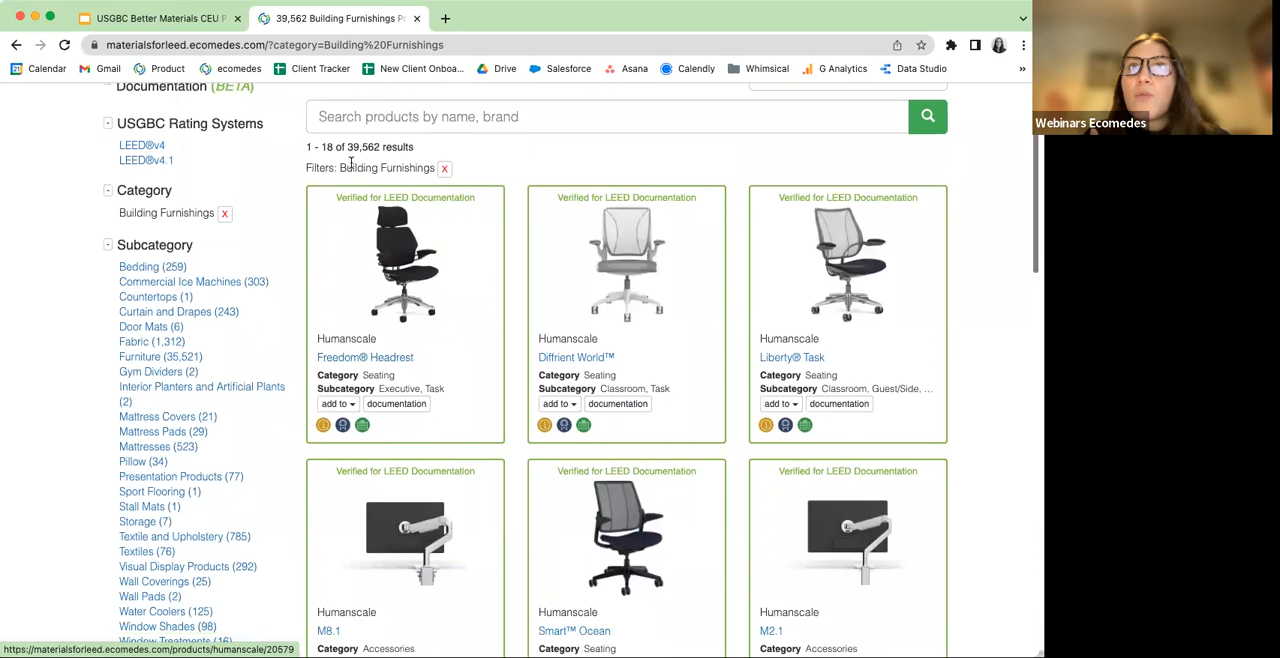 USGBC Better Materials CEU P
39,562 Building Furnishings P
materialsforleed.ecomedes.com/?category=Building%20Furnishings
Calendar
Gmail
Product
ecomedes
Client Tracker
New Client Onboa...
Drive
Salesforce
Asana
Calendly
Whimsical
G Analytics
Data Studio
»
Webinars Ecomedes
Documentation (BETA)
USGBC Rating Systems
LEED®v4
LEED®v4.1
Category
Building Furnishings X
Subcategory
Bedding (259)
Commercial Ice Machines (303)
Countertops (1)
Curtain and Drapes (243)
Door Mats (6)
Fabric (1,312)
Furniture (35,521)
Gym Dividers (2)
Interior Planters and Artificial Plants
(2)
Mattress Covers (21)
Mattress Pads (29)
Mattresses (523)
Pillow (34)
Presentation Products (77)
Sport Flooring (1)
Stall Mats (1)
Storage (7)
Textile and Upholstery (785)
Textiles (76)
Visual Display Products (292)
Wall Coverings (25)
Wall Pads (2)
Water Coolers (125)
Window Shades (98)
Window Treatments (16)
Search products by name, brand
1 - 18 of 39,562 results
Filters: Building Furnishings X
Verified for LEED Documentation
Humanscale
Freedom® Headrest
Category Seating
Subcategory Executive, Task
add to documentation
Verified for LEED Documentation
Humanscale
Diffrient World™
Category Seating
Subcategory Classroom, Task
add to documentation
Verified for LEED Documentation
Humanscale
Liberty® Task
Category Seating
Subcategory Classroom, Guest/Side, ...
add to documentation
Verified for LEED Documentation
Humanscale
M8.1
Category Accessories
Verified for LEED Documentation
Humanscale
Smart™ Ocean
Category Seating
Verified for LEED Documentation
Humanscale
M2.1
Category Accessories
https://materialsforleed.ecomedes.com/products/humanscale/20579